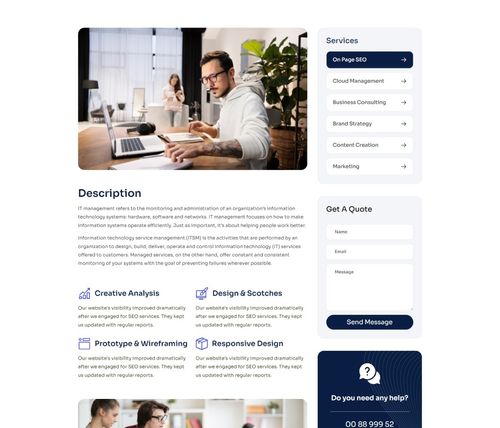 Services
On Page SEO
Cloud Management
Business Consulting
Brand Strategy
Content Creation
Marketing
Description
IT management refers to the monitoring and administration of an organization's information
technology systems: hardware, software and networks. IT management focuses on how to make
information systems operate efficiently. Just as important, it's about helping people work better.
Information technology service management (ITSM) is the activities that are performed by an
organization to design, build, deliver, operate and control information technology (IT) services
offered to customers. Managed services, on the other hand, offer constant and consistent
monitoring of your systems with the goal of preventing failures wherever possible.
Creative Analysis
Our website's visibility improved dramatically
after we engaged for SEO services. They kept
us updated with regular reports.
Design & Scotches
Our website's visibility improved dramatically
after we engaged for SEO services. They kept
us updated with regular reports.
Prototype & Wireframing
Our website's visibility improved dramatically
after we engaged for SEO services. They kept
us updated with regular reports.
Responsive Design
Our website's visibility improved dramatically
after we engaged for SEO services. They kept
us updated with regular reports.
Get A Quote
Name
Email
Message
Send Message
Do you need any help?
00 88 999 52